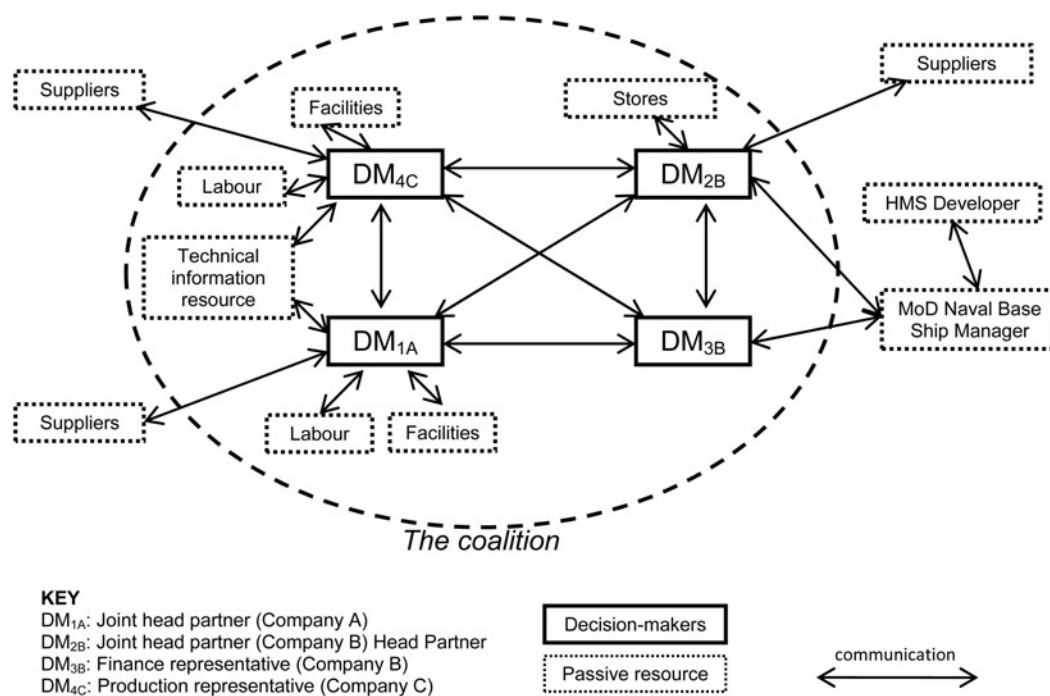 Suppliers
Suppliers
Facilities
Stores
DM4C
DM2B
Labour
HMS Developer
Technical
information
resource
MoD Naval Base
Ship Manager
DM1A
DM3B
Suppliers
Labour
Facilities
The coalition
KEY
DM1A: Joint head partner (Company A)
DM2B: Joint head partner (Company B) Head Partner
DM3B: Finance representative (Company B)
DM4C: Production representative (Company C)
Decision-makers
Passive resource
communication